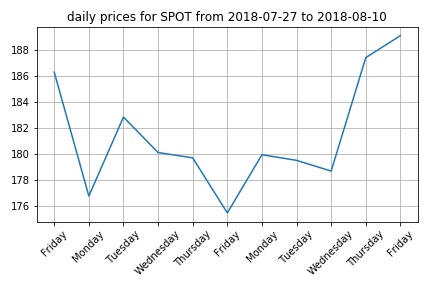 daily prices for SPOT from 2018-07-27 to 2018-08-10
188
186
184
182
180
178
176
Friday
Monday
Tuesday
Wednesday
Thursday
Friday
Monday
Tuesday
Wednesday
Thursday
Friday